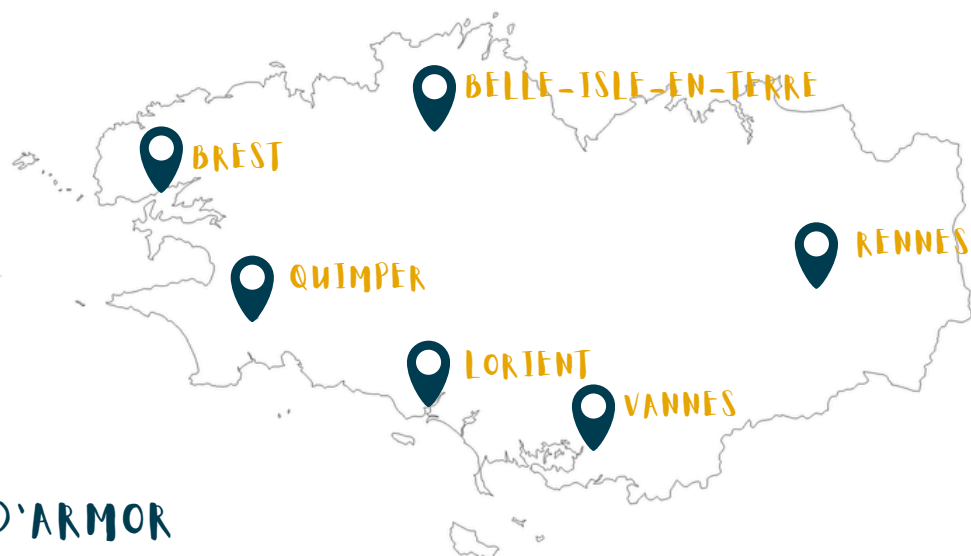 BELLE-ISLE-EN-TERRE
BREST
RENNES
QUIMPER
LORIENT
VANNES
D'ARMOR